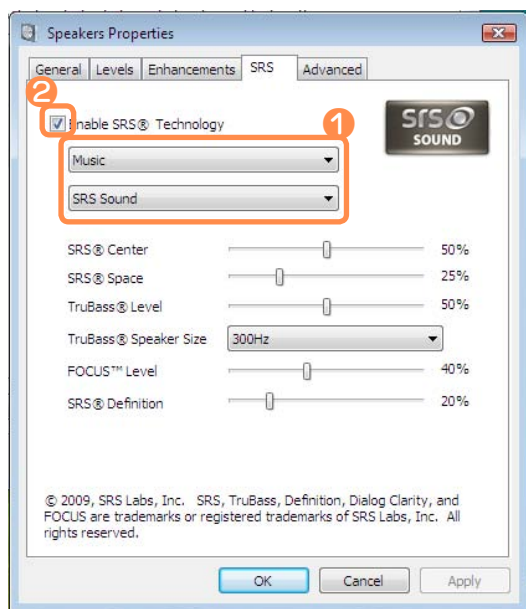 Speakers Properties
General Levels Enhancements SRS Advanced
2
Enable SRS® Technology
1
SRS
SOUND
Music
SRS Sound
SRS® Center 50%
SRS® Space 25%
TruBass® Level 50%
TruBass® Speaker Size 300Hz
FOCUS™ Level 40%
SRS® Definition 20%
© 2009, SRS Labs, Inc. SRS, TruBass, Definition, Dialog Clarity, and
FOCUS are trademarks or registered trademarks of SRS Labs, Inc. All
rights reserved.
OK Cancel Apply